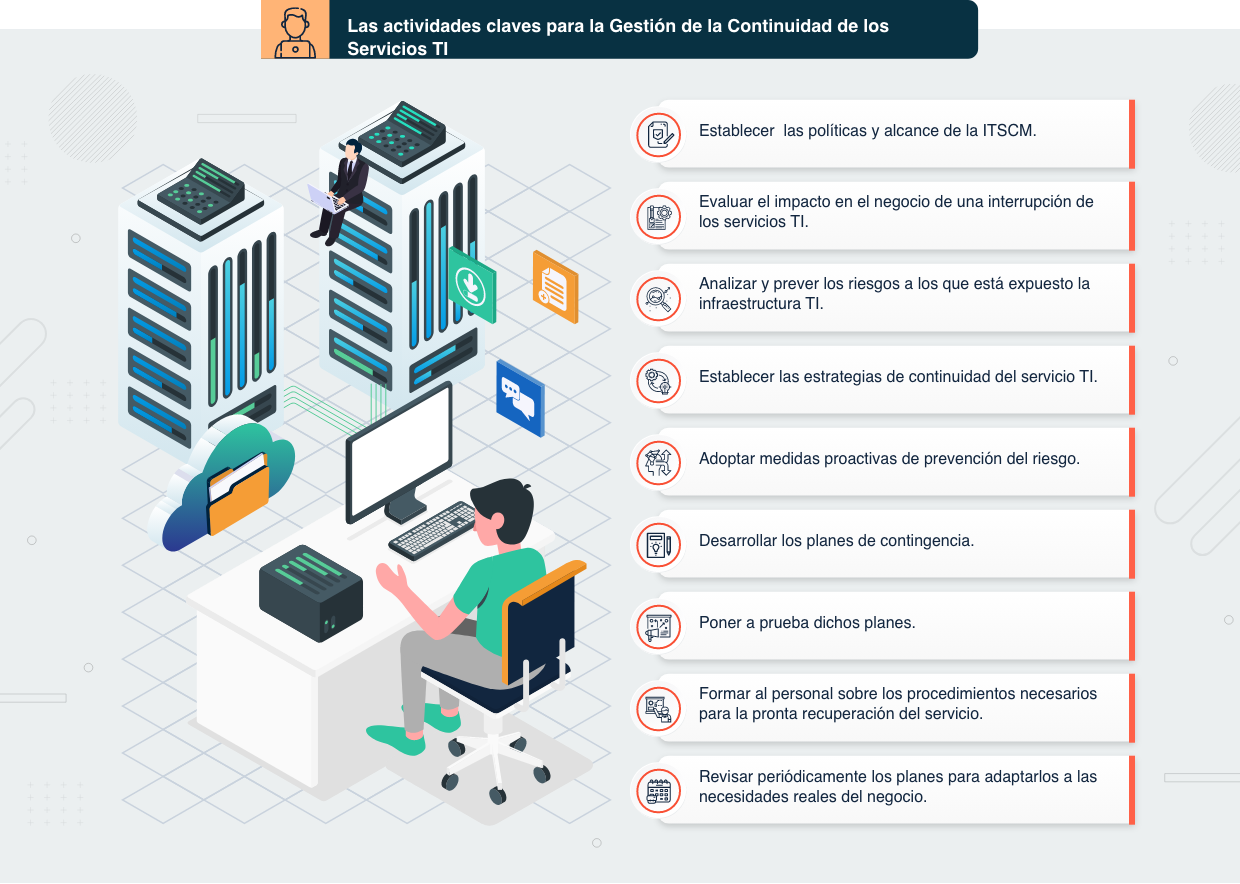 Las actividades claves para la Gestión de la Continuidad de los
Servicios TI
Establecer  las políticas y alcance de la ITSCM.
Evaluar el impacto en el negocio de una interrupción de
los servicios TI.
Analizar y prever los riesgos a los que está expuesto la
infraestructura TI.
Establecer las estrategias de continuidad del servicio TI.
Adoptar medidas proactivas de prevención del riesgo.
Desarrollar los planes de contingencia.
Poner a prueba dichos planes.
Formar al personal sobre los procedimientos necesarios
para la pronta recuperación del servicio.
Revisar periódicamente los planes para adaptarlos a las
necesidades reales del negocio.